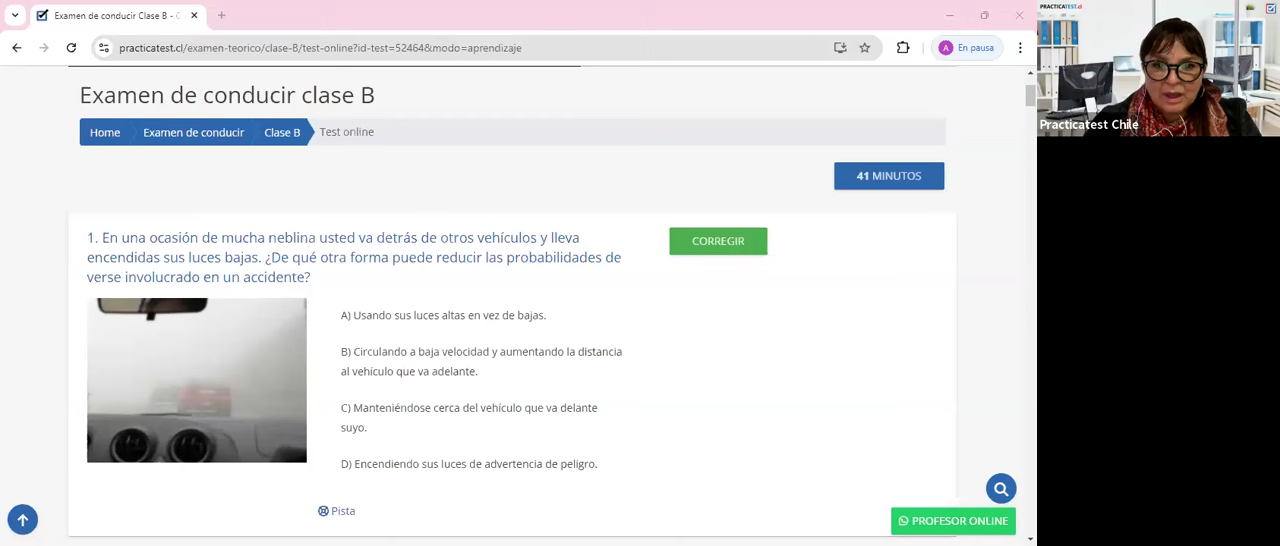 Examen de conducir Clase B - C
practicatest.cl/examen-teorico/clase-B/test-online?id-test=52464&modo=aprendizaje
A En pausa
PRACTICATEST.cl
Practicatest Chile
Examen de conducir clase B
Home Examen de conducir Clase B Test online
41 MINUTOS
1. En una ocasión de mucha neblina usted va detrás de otros vehículos y lleva
encendidas sus luces bajas. ¿De qué otra forma puede reducir las probabilidades de
verse involucrado en un accidente?
CORREGIR
A) Usando sus luces altas en vez de bajas.
B) Circulando a baja velocidad y aumentando la distancia
al vehículo que va adelante.
C) Manteniéndose cerca del vehículo que va delante
suyo.
D) Encendiendo sus luces de advertencia de peligro.
Pista
PROFESOR ONLINE